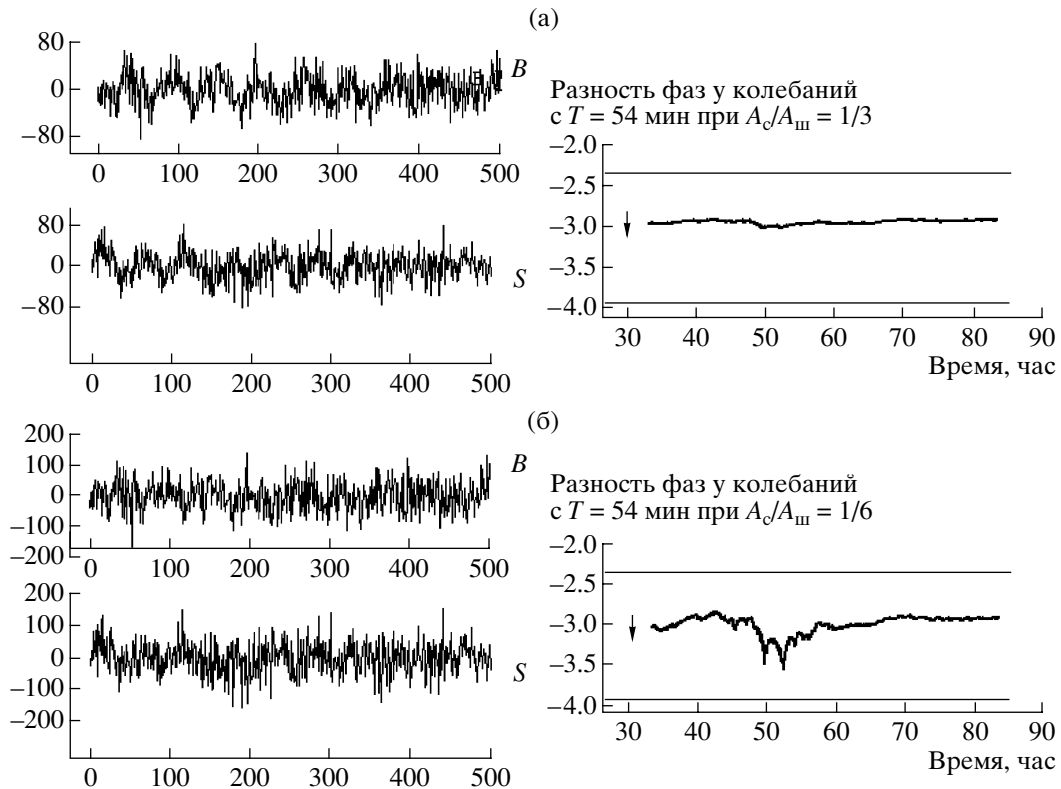 (а)
80
0
−80
B
0 100 200 300 400 500
80
0
−80
S
0 100 200 300 400 500
Разность фаз у колебаний
с T = 54 мин при Aс/Aш = 1/3
−2.0
−2.5
−3.0
−3.5
−4.0
30 40 50 60 70 80 90
Время, час
(б)
200
100
0
−100
−200
B
0 100 200 300 400 500
200
100
0
−100
−200
S
0 100 200 300 400 500
Разность фаз у колебаний
с T = 54 мин при Aс/Aш = 1/6
−2.0
−2.5
−3.0
−3.5
−4.0
30 40 50 60 70 80 90
Время, час